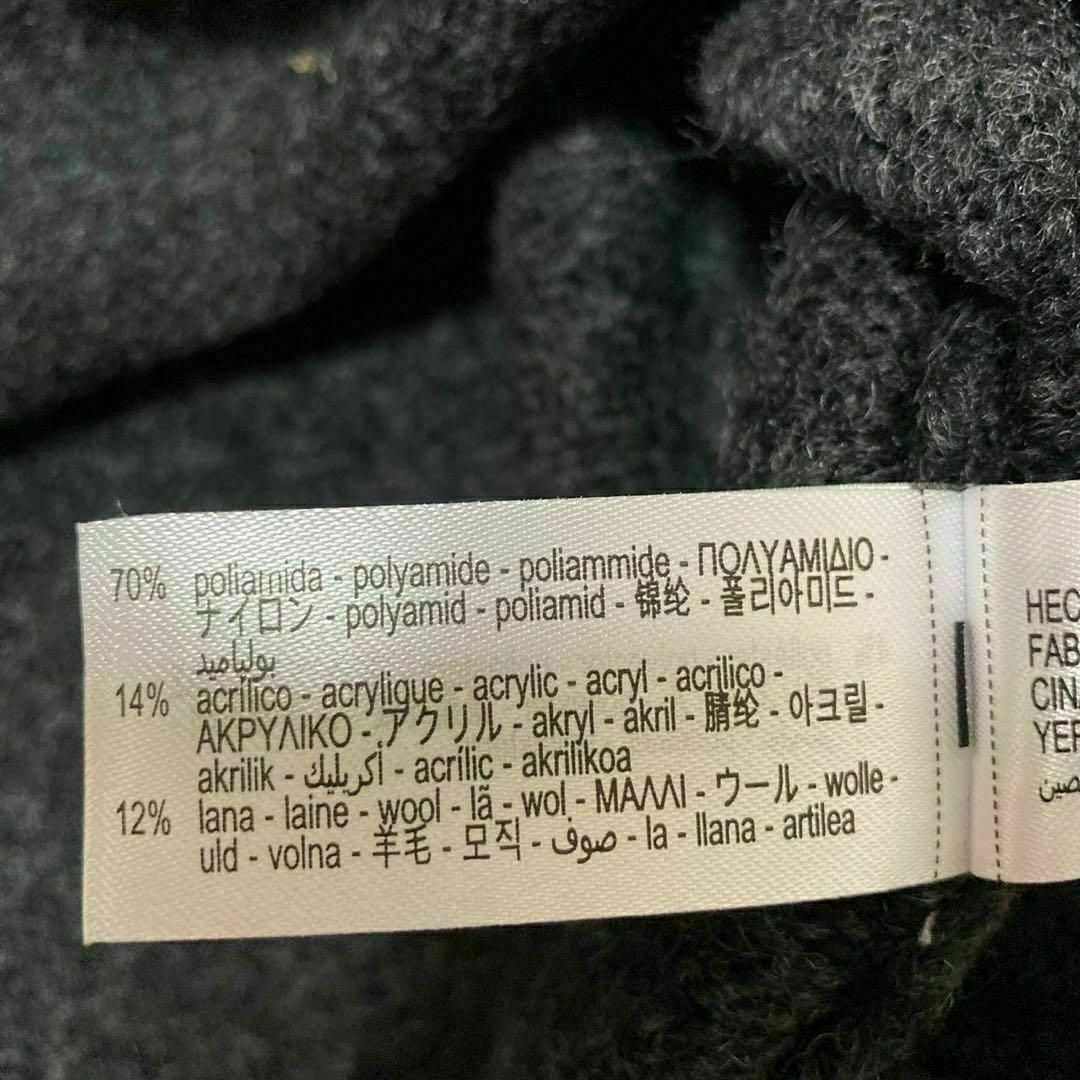 70% poliamida - polyamide - poliammide - ΠΟΛΥΑΜΙΔΙΟ -
ナイロン - polyamid - poliamid - 锦纶 - 폴리아미드 -
بولياميد
14% acrílico - acrylique - acrylic - acryl - acrilico -
ΑΚΡΥΛΙΚΟ - アクリル - akryl - akril - 腈纶 - 아크릴 -
akrilik - أكريليك - acrílic - akrilikoa
12% lana - laine - wool - lã - wol - ΜΑΛΛΙ - ウール - wolle -
uld - volna - 羊毛 - 모직 - صوف - la - llana - artilea
HEC
FAB
CIN
YER